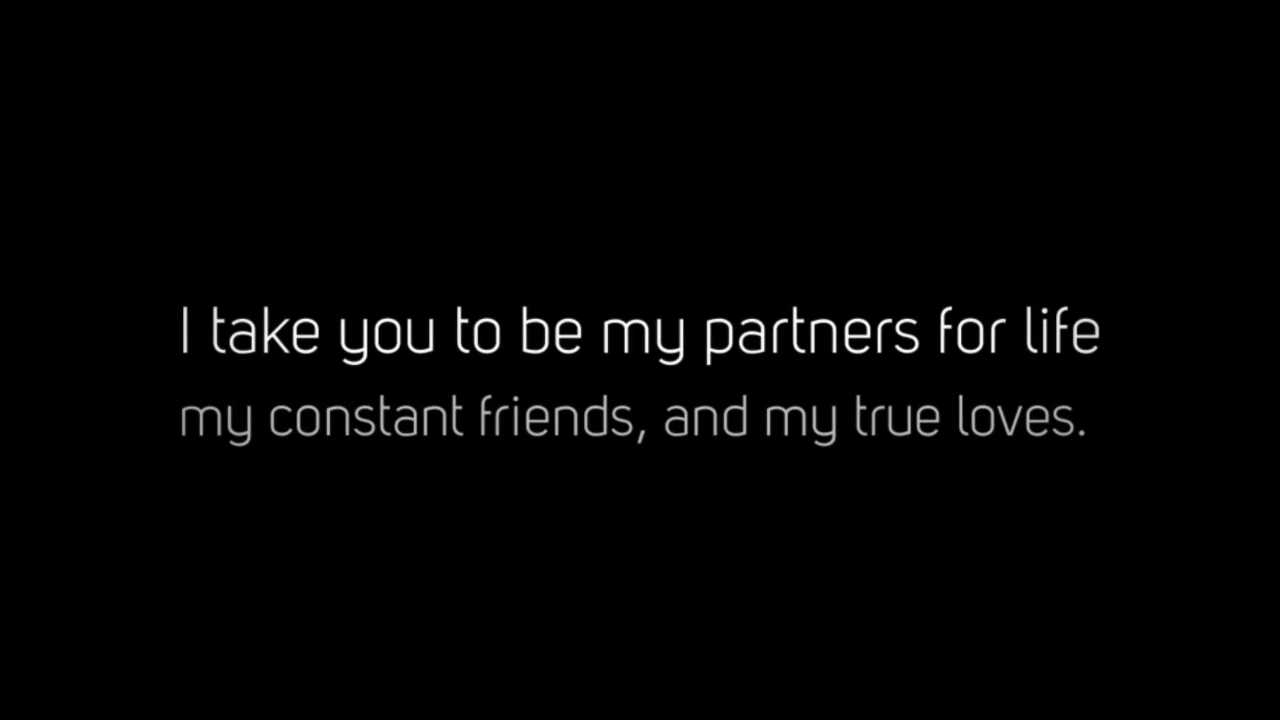 I take you to be my partners for life
my constant friends, and my true loves.